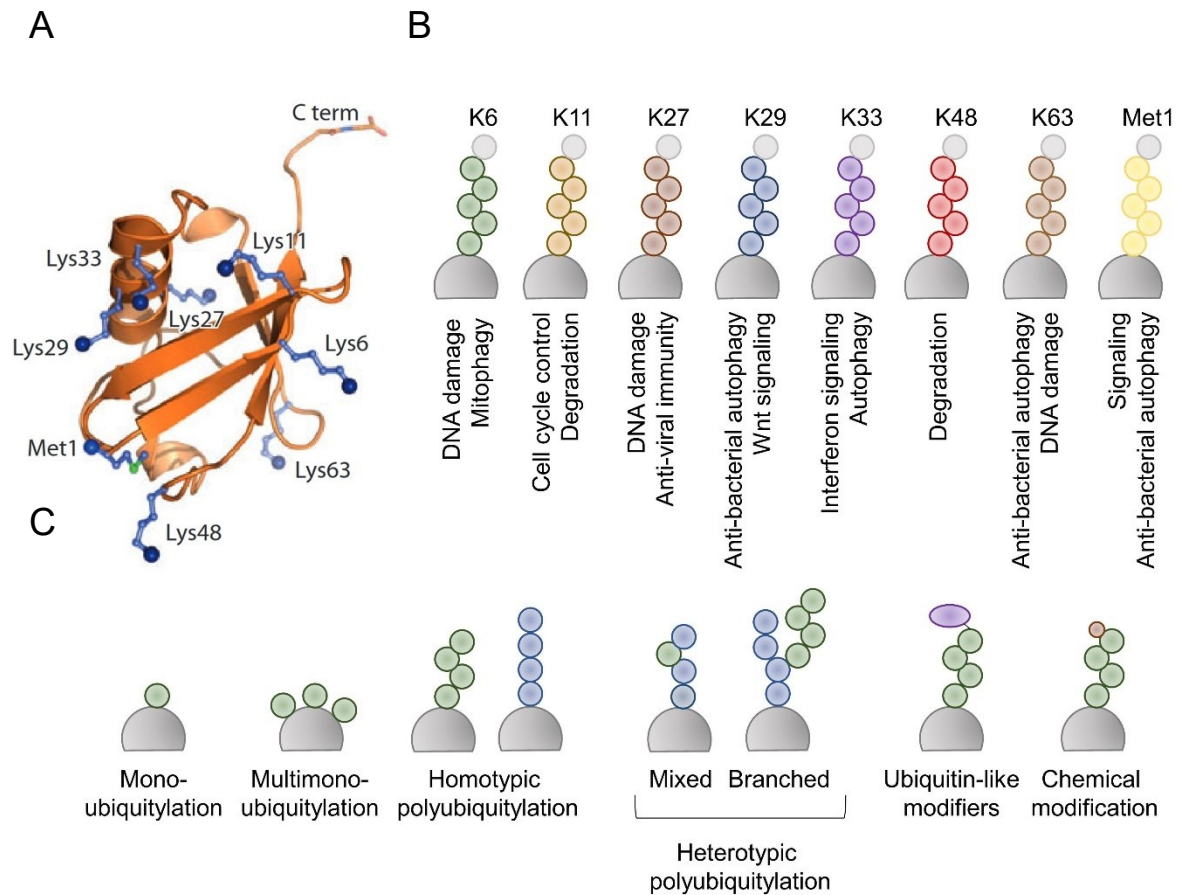 A
B
C term
Lys11
Lys33
Lys27
Lys29
Lys6
Met1
Lys63
Lys48
K6
K11
K27
K29
K33
K48
K63
Met1
DNA damage
Mitophagy
Cell cycle control
Degradation
DNA damage
Anti-viral immunity
Anti-bacterial autophagy
Wnt signaling
Interferon signaling
Autophagy
Degradation
Anti-bacterial autophagy
DNA damage
Signaling
Anti-bacterial autophagy
C
Mono-
ubiquitylation
Multimono-
ubiquitylation
Homotypic
polyubiquitylation
Mixed
Branched
Heterotypic
polyubiquitylation
Ubiquitin-like
modifiers
Chemical
modification